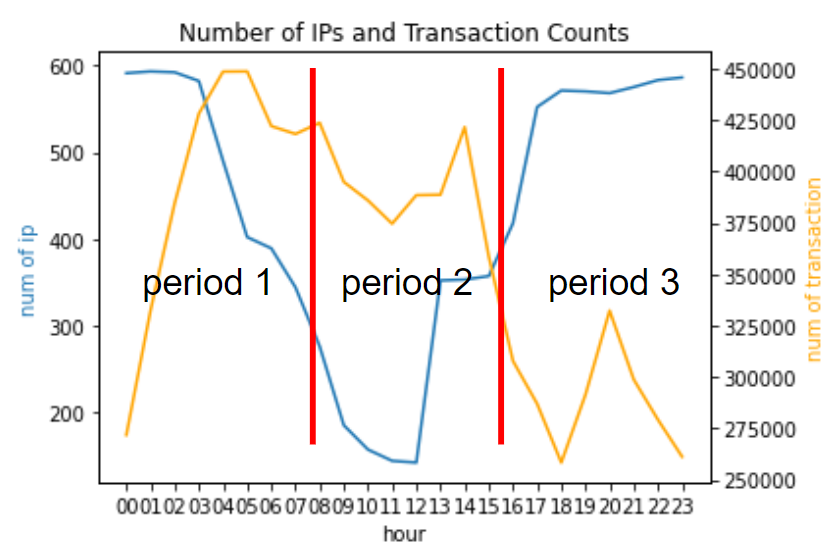 Number of IPs and Transaction Counts
600
500
400
300
200
num of ip
period 1
period 2
period 3
450000
425000
400000
375000
350000
325000
300000
275000
250000
num of transaction
00 01 02 03 04 05 06 07 08 09 10 11 12 13 14 15 16 17 18 19 20 21 22 23
hour